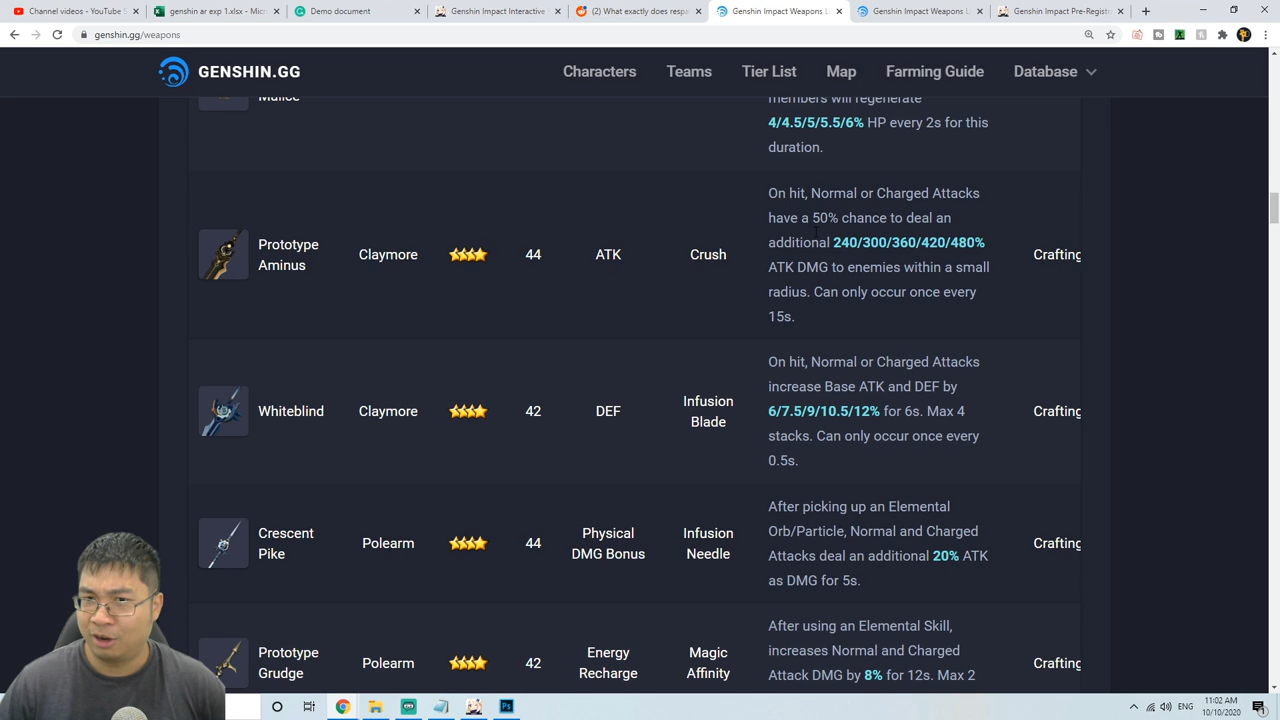 Channel videos - YouTube S
genshin ar exp 1.xlsx - Micr
Demo document
Genshin Impact Interactive
(2) What exactly does respa
Genshin Impact Weapons Li
Genshin Impact Weapons Li
Genshin Impact Pre-Registr
genshin.gg/weapons
GENSHIN.GG
Characters
Teams
Tier List
Map
Farming Guide
Database
Malice
members will regenerate
4/4.5/5/5.5/6% HP every 2s for this
duration.
Prototype
Aminus
Claymore
44
ATK
Crush
On hit, Normal or Charged Attacks
have a 50% chance to deal an
additional 240/300/360/420/480%
ATK DMG to enemies within a small
radius. Can only occur once every
15s.
Crafting
Whiteblind
Claymore
42
DEF
Infusion
Blade
On hit, Normal or Charged Attacks
increase Base ATK and DEF by
6/7.5/9/10.5/12% for 6s. Max 4
stacks. Can only occur once every
0.5s.
Crafting
Crescent
Pike
Polearm
44
Physical
DMG Bonus
Infusion
Needle
After picking up an Elemental
Orb/Particle, Normal and Charged
Attacks deal an additional 20% ATK
as DMG for 5s.
Crafting
Prototype
Grudge
Polearm
42
Energy
Recharge
Magic
Affinity
After using an Elemental Skill,
increases Normal and Charged
Attack DMG by 8% for 12s. Max 2
Crafting
ENG
11:02 AM
10/10/2020